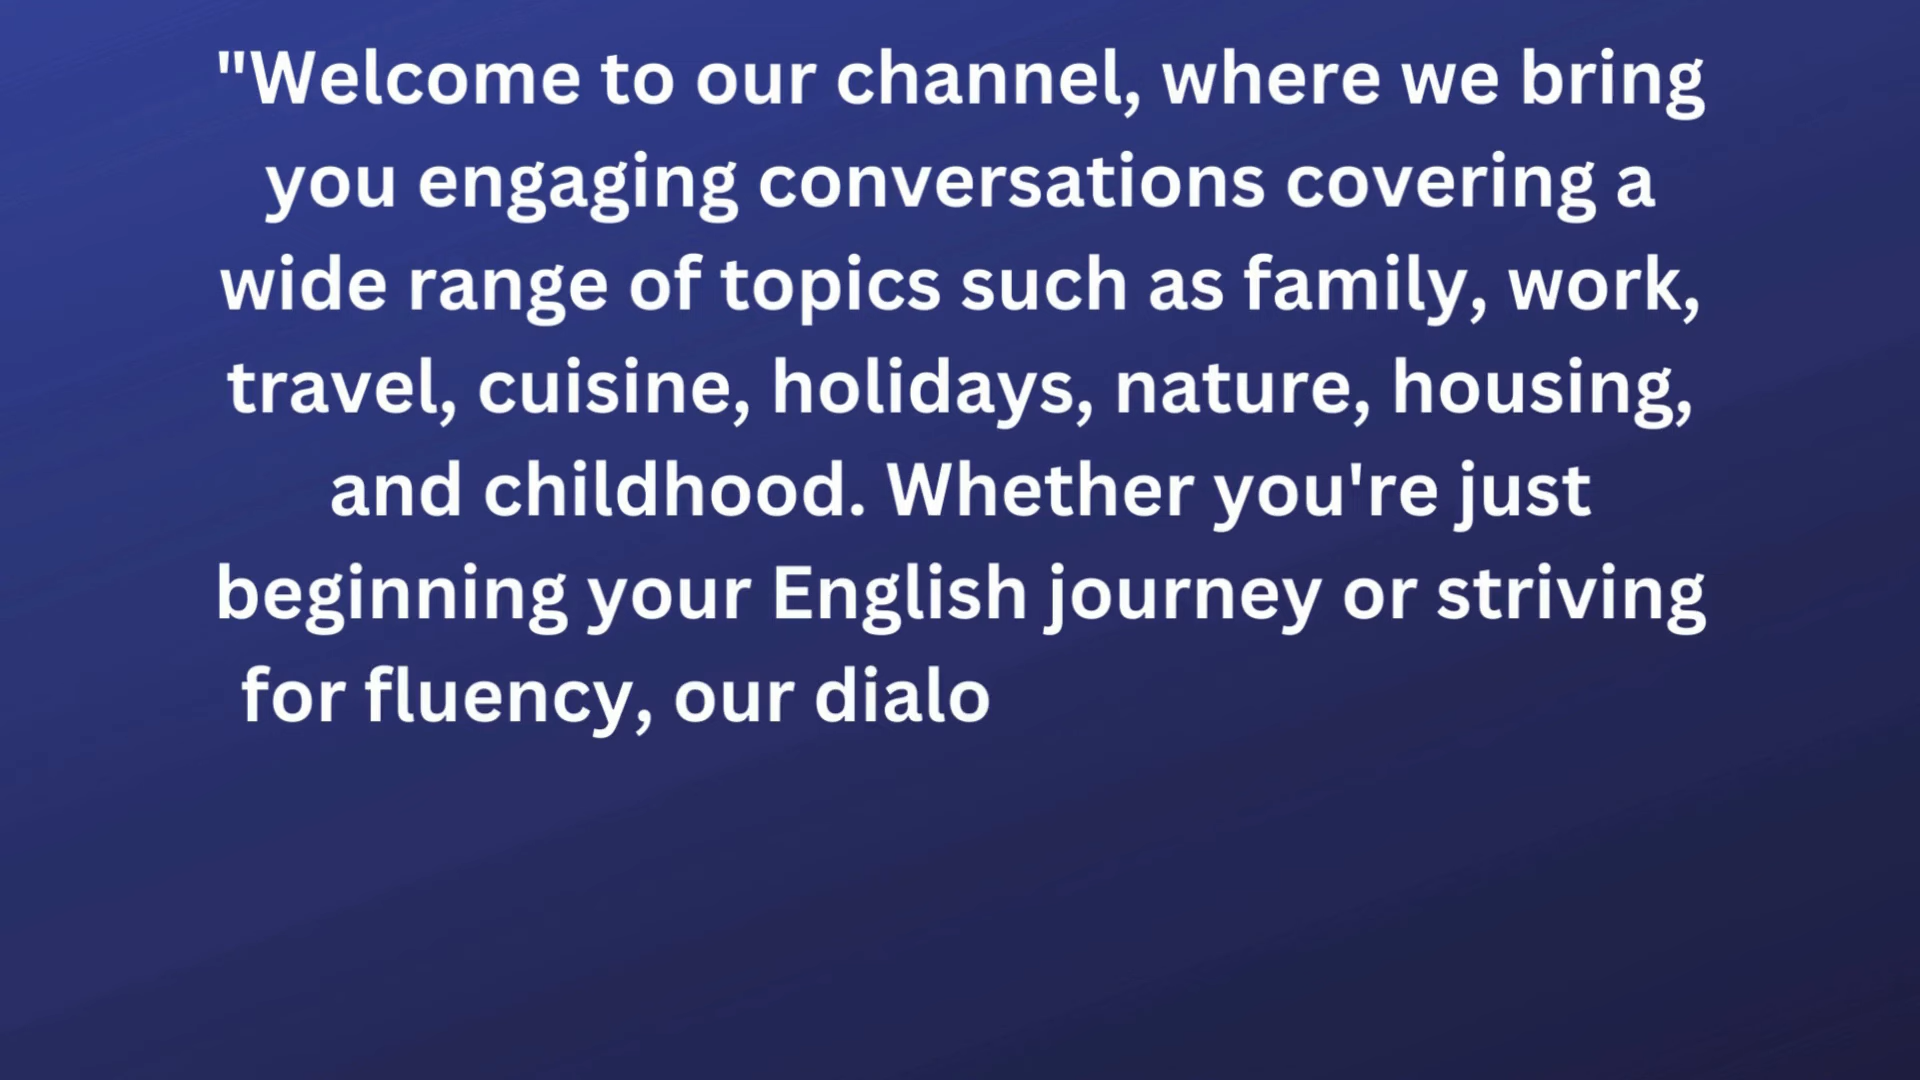 "Welcome to our channel, where we bring
you engaging conversations covering a
wide range of topics such as family, work,
travel, cuisine, holidays, nature, housing,
and childhood. Whether you're just
beginning your English journey or striving
for fluency, our dialo